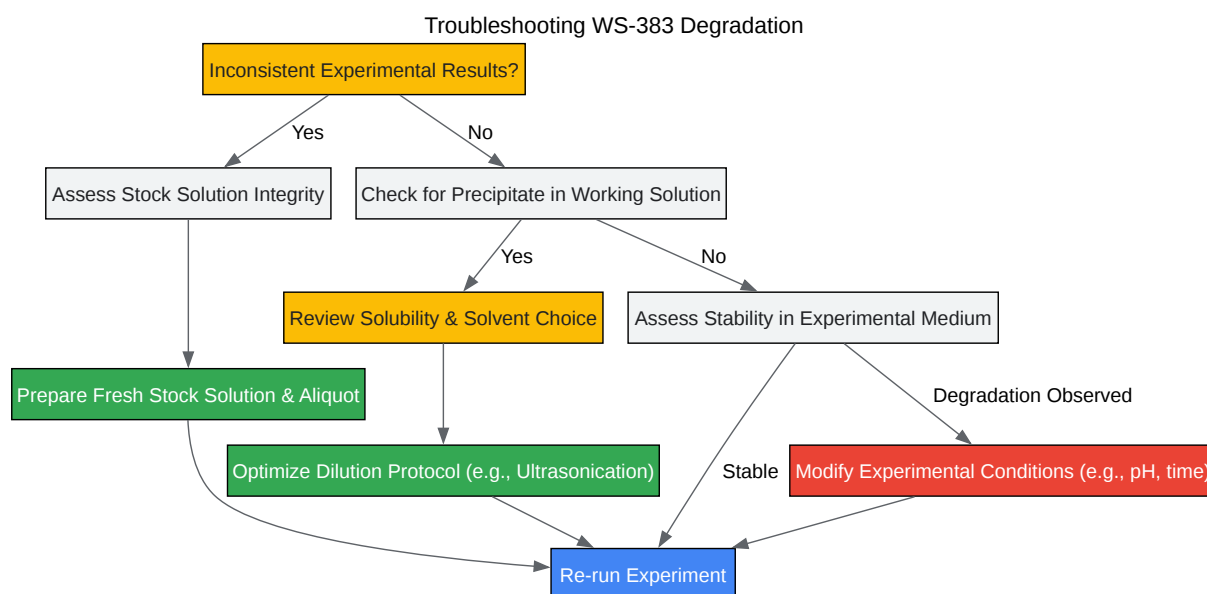 Troubleshooting WS-383 Degradation
Inconsistent Experimental Results?
Yes
No
Assess Stock Solution Integrity
Check for Precipitate in Working Solution
Yes
No
Review Solubility & Solvent Choice
Assess Stability in Experimental Medium
Prepare Fresh Stock Solution & Aliquot
Degradation Observed
Optimize Dilution Protocol (e.g., Ultrasonication)
Stable
Modify Experimental Conditions (e.g., pH, time)
Re-run Experiment